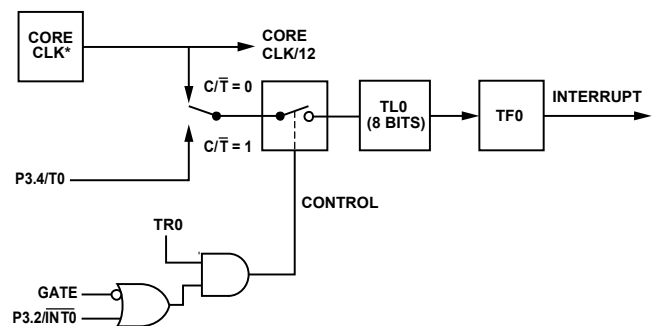 CORE
CLK*
CORE
CLK/12
C/T̅ = 0
C/T̅ = 1
TL0
(8 BITS)
TF0
INTERRUPT
P3.4/T0
CONTROL
TR0
GATE
P3.2/I̅N̅T̅0̅